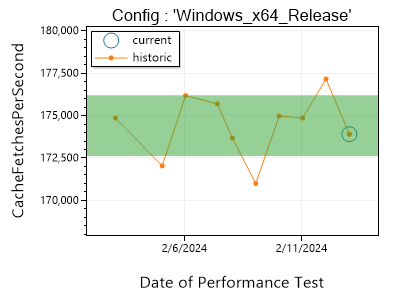 Config : 'Windows_x64_Release'
current
historic
CacheFetchesPerSecond
180,000
177,500
175,000
172,500
170,000
2/6/2024
2/11/2024
Date of Performance Test